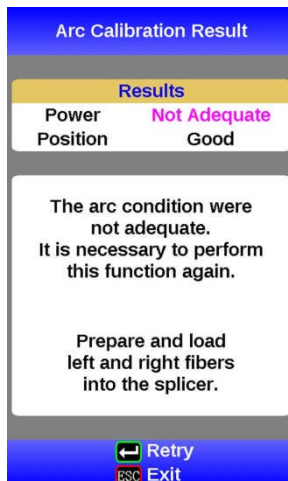 Arc Calibration Result
Results
Power Not Adequate
Position Good
The arc condition were
not adequate.
It is necessary to perform
this function again.
Prepare and load
left and right fibers
into the splicer.
Retry
ESC Exit